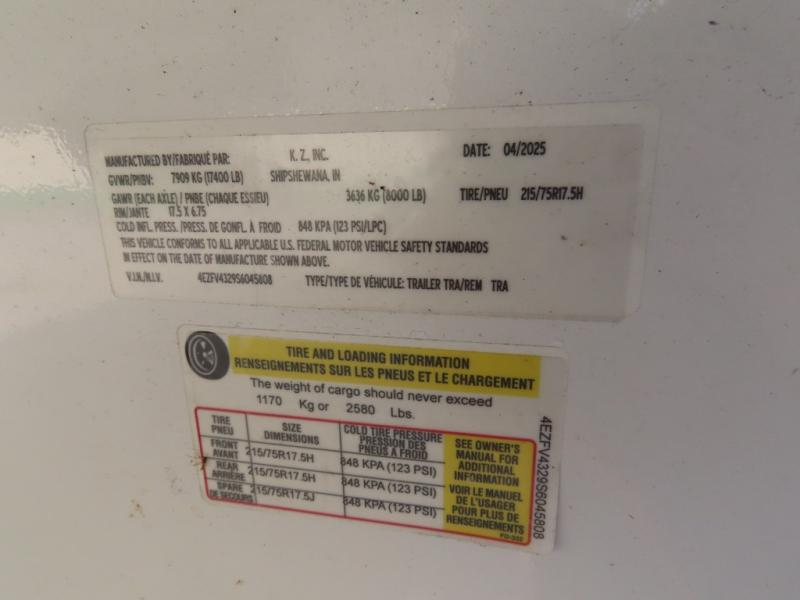 MANUFACTURED BY/FABRIQUÉ PAR: K. Z., INC. DATE: 04/2025
GVWR/PNBV: 7909 KG (17400 LB) SHIPSHEWANA, IN
GAWR (EACH AXLE) / PNBE (CHAQUE ESSIEU) 3636 KG (8000 LB) TIRE/PNEU 215/75R17.5H
RIM/JANTE 17.5 X 6.75
COLD INFL. PRESS. /PRESS. DE GONFL. À FROID 848 KPA (123 PSI/LPC)
THIS VEHICLE CONFORMS TO ALL APPLICABLE U.S. FEDERAL MOTOR VEHICLE SAFETY STANDARDS
IN EFFECT ON THE DATE OF MANUFACTURE SHOWN ABOVE.
V.I.N./N.I.V. 4EZFV4329S6045808 TYPE/TYPE DE VÉHICULE: TRAILER TRA/REM TRA
TIRE AND LOADING INFORMATION
RENSEIGNEMENTS SUR LES PNEUS ET LE CHARGEMENT
The weight of cargo should never exceed
1170 Kg or 2580 Lbs.
TIRE
PNEU
SIZE
DIMENSIONS
COLD TIRE PRESSURE
PRESSION DES
PNEUS À FROID
FRONT
AVANT
215/75R17.5H
848 KPA (123 PSI)
REAR
ARRIÈRE
215/75R17.5H
848 KPA (123 PSI)
SPARE
DE SECOURS
215/75R17.5J
848 KPA (123 PSI)
SEE OWNER'S
MANUAL FOR
ADDITIONAL
INFORMATION
VOIR LE MANUEL
DE L'USAGER
POUR PLUS DE
RENSEIGNEMENTS
4EZFV4329S6045808